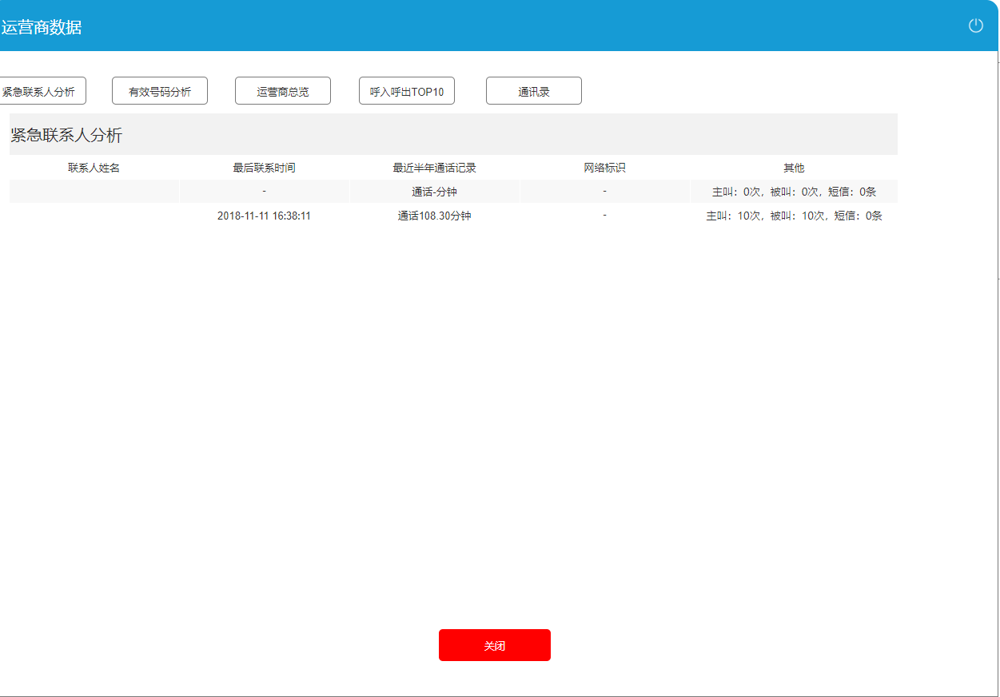 运营商数据
紧急联系人分析 有效号码分析 运营商总览 呼入呼出TOP10 通讯录
紧急联系人分析
联系人姓名 最后联系时间 最近半年通话记录 网络标识 其他
- 通话-分钟 - 主叫：0次，被叫：0次，短信：0条
2018-11-11 16:38:11 通话108.30分钟 - 主叫：10次，被叫：10次，短信：0条
关闭